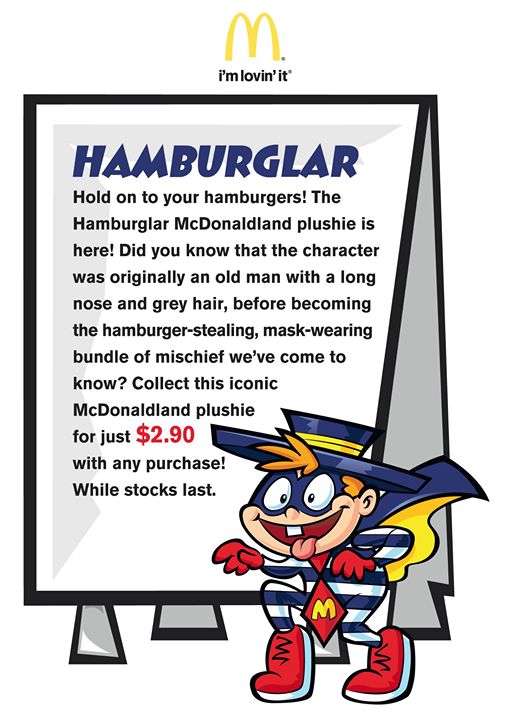 M®
i'm lovin' it®
HAMBURGLAR
Hold on to your hamburgers! The
Hamburglar McDonaldland plushie is
here! Did you know that the character
was originally an old man with a long
nose and grey hair, before becoming
the hamburger-stealing, mask-wearing
bundle of mischief we've come to
know? Collect this iconic
McDonaldland plushie
for just $2.90
with any purchase!
While stocks last.
M